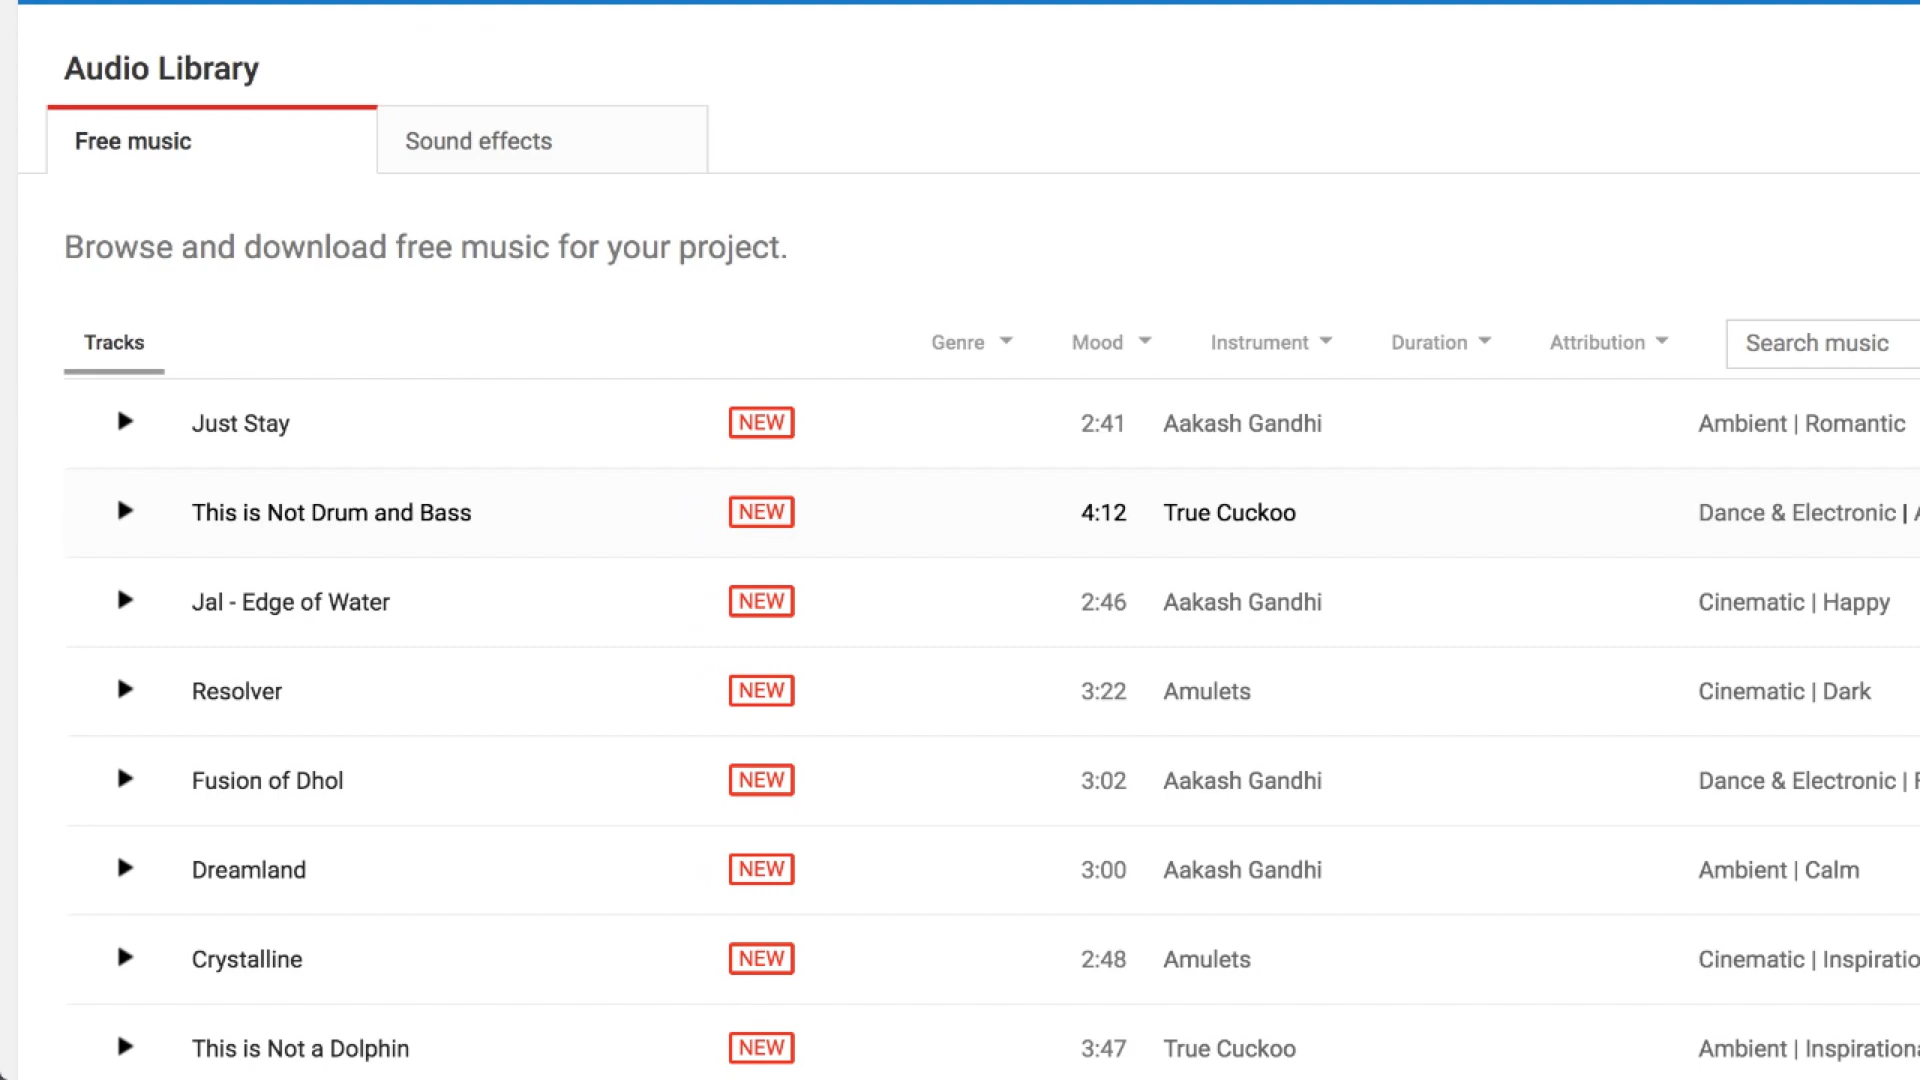 Audio Library
Free music Sound effects
Browse and download free music for your project.
Tracks Genre Mood Instrument Duration Attribution Search music
Just Stay NEW 2:41 Aakash Gandhi Ambient | Romantic
This is Not Drum and Bass NEW 4:12 True Cuckoo Dance & Electronic |
Jal - Edge of Water NEW 2:46 Aakash Gandhi Cinematic | Happy
Resolver NEW 3:22 Amulets Cinematic | Dark
Fusion of Dhol NEW 3:02 Aakash Gandhi Dance & Electronic |
Dreamland NEW 3:00 Aakash Gandhi Ambient | Calm
Crystalline NEW 2:48 Amulets Cinematic | Inspiratio
This is Not a Dolphin NEW 3:47 True Cuckoo Ambient | Inspiration